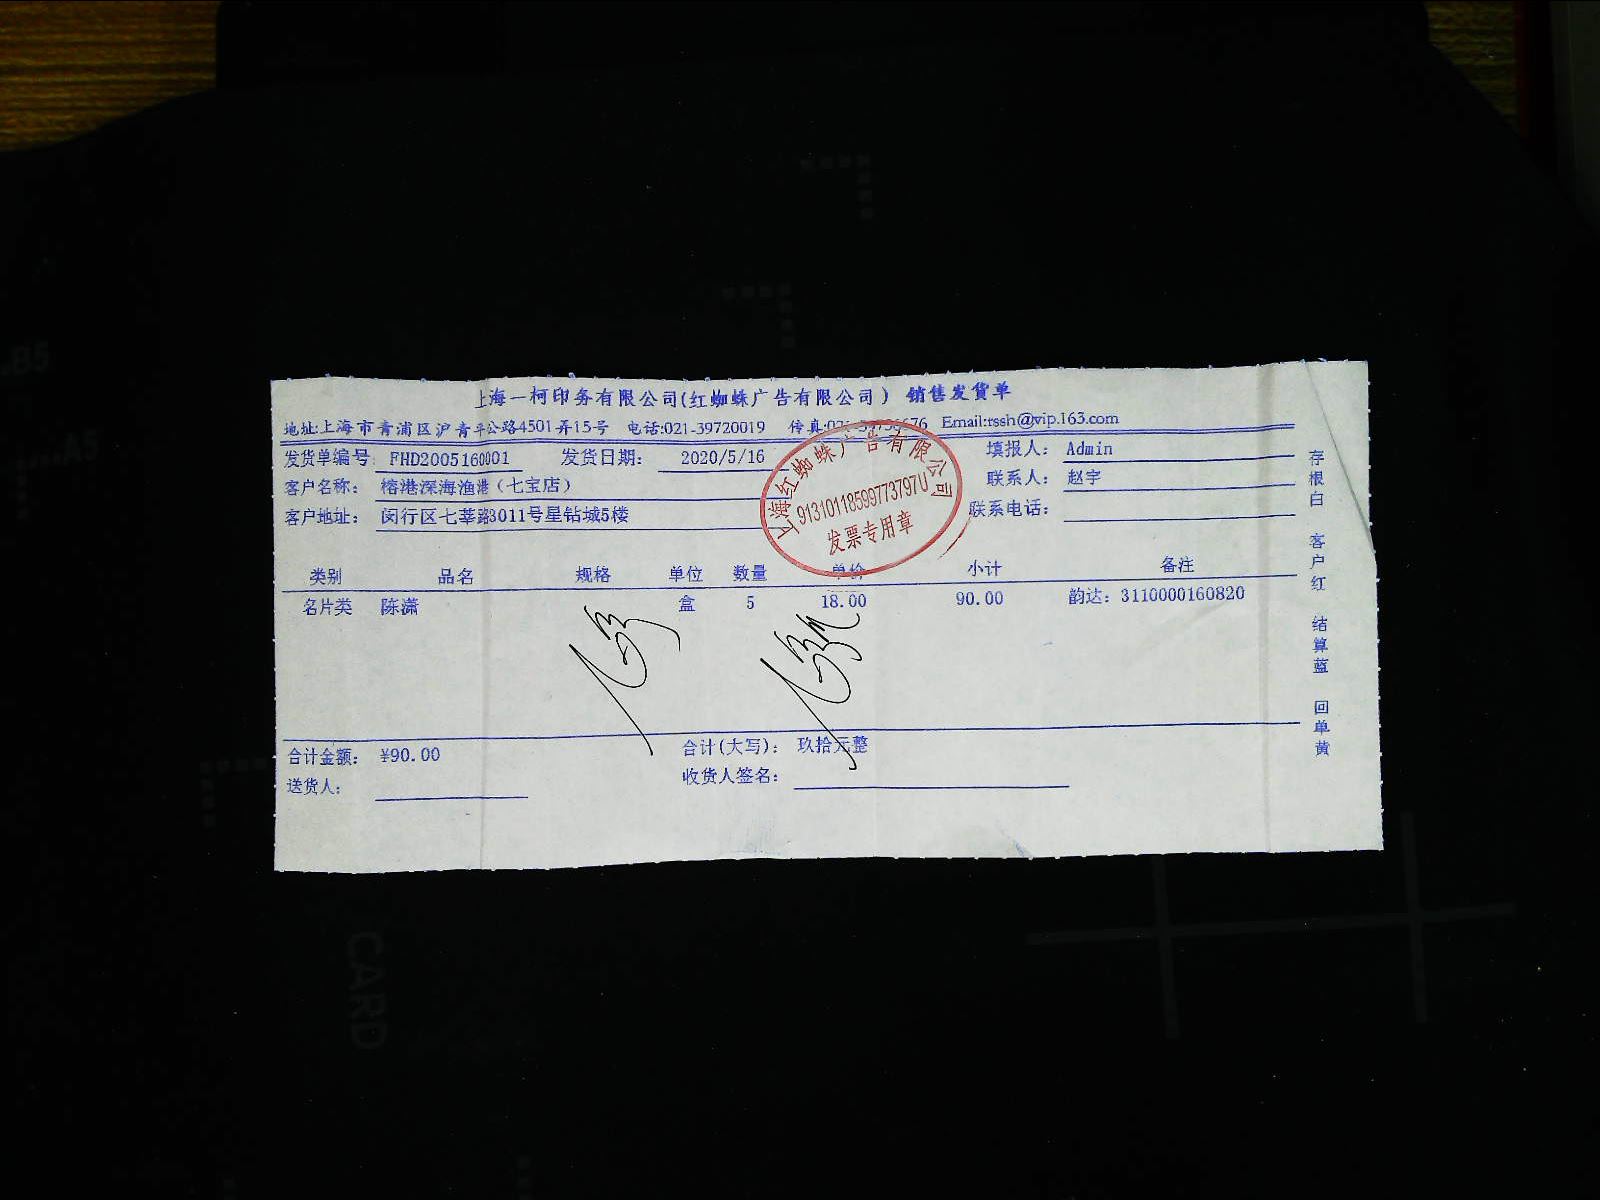 上海一柯印务有限公司(红蜘蛛广告有限公司) 销售发货单
地址:上海市青浦区沪青平公路4501弄15号 电话:021-39720019 传真: Email:rssh@vip.163.com
发货单编号: FHD2005160001 发货日期: 2020/5/16 填报人: Admin
客户名称: 榕港深海渔港(七宝店) 联系人: 赵宇
客户地址: 闵行区七莘路3011号星钻城5楼 联系电话:
上海红蜘蛛广告有限公司
91310118599773797U
发票专用章
类别 品名 规格 单位 数量 单价 小计 备注
名片类 陈潇 盒 5 18.00 90.00 韵达: 3110000160820
合计金额: ¥90.00 合计(大写): 玖拾元整
送货人: 收货人签名:
存根白 客户红 结算蓝 回单黄
B5
A5
CARD